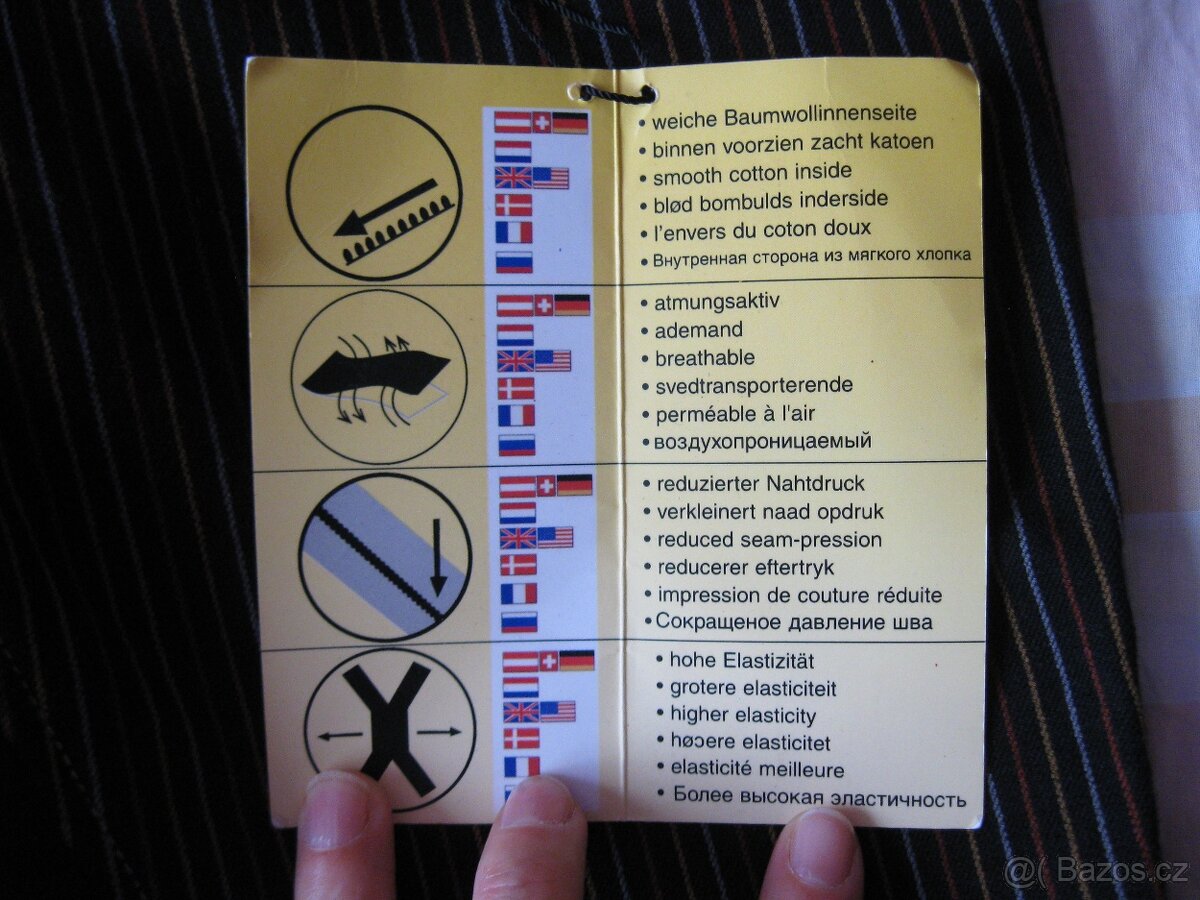 • weiche Baumwollinnenseite
• binnen voorzien zacht katoen
• smooth cotton inside
• blød bombulds inderside
• l'envers du coton doux
• Внутренная сторона из мягкого хлопка
• atmungsaktiv
• ademand
• breathable
• svedtransporterende
• perméable à l'air
• воздухопроницаемый
• reduzierter Nahtdruck
• verkleinert naad opdruk
• reduced seam-pression
• reducerer eftertryk
• impression de couture réduite
• Сокращеное давление шва
• hohe Elastizität
• grotere elasticiteit
• higher elasticity
• høɔere elasticitet
• elasticité meilleure
• Более высокая эластичность
@( Bazos.cz